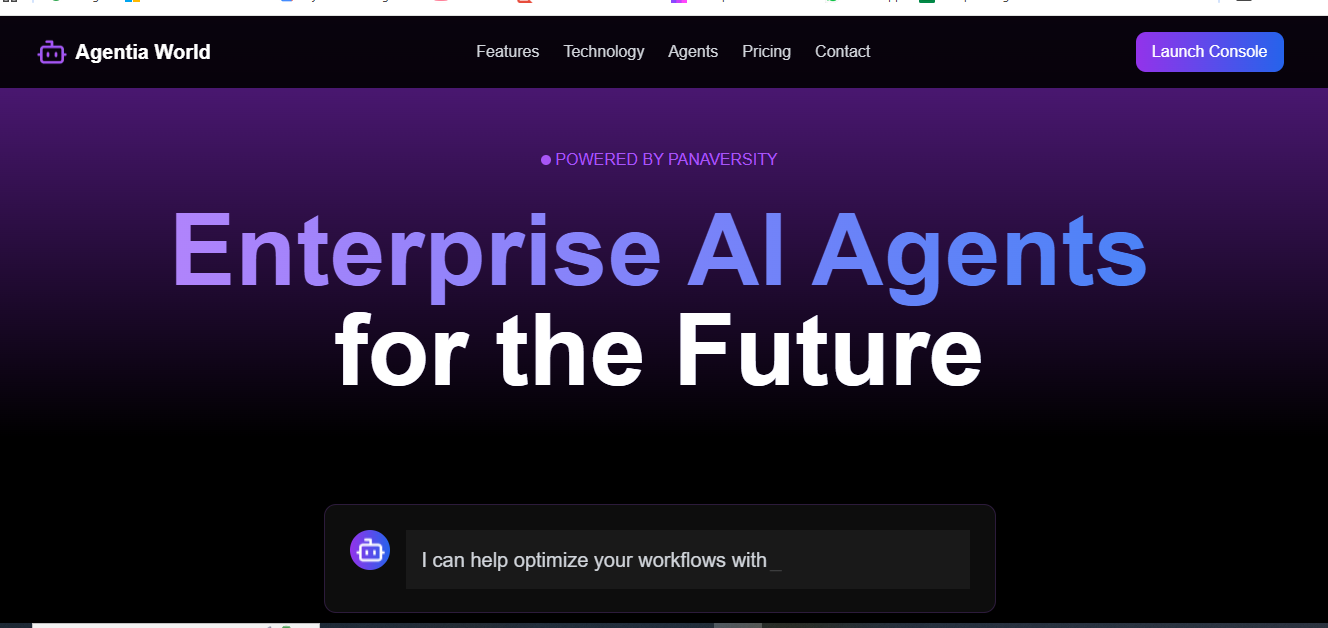 Agentia World
Features Technology Agents Pricing Contact
Launch Console
POWERED BY PANAVERSITY
Enterprise AI Agents
for the Future
I can help optimize your workflows with_